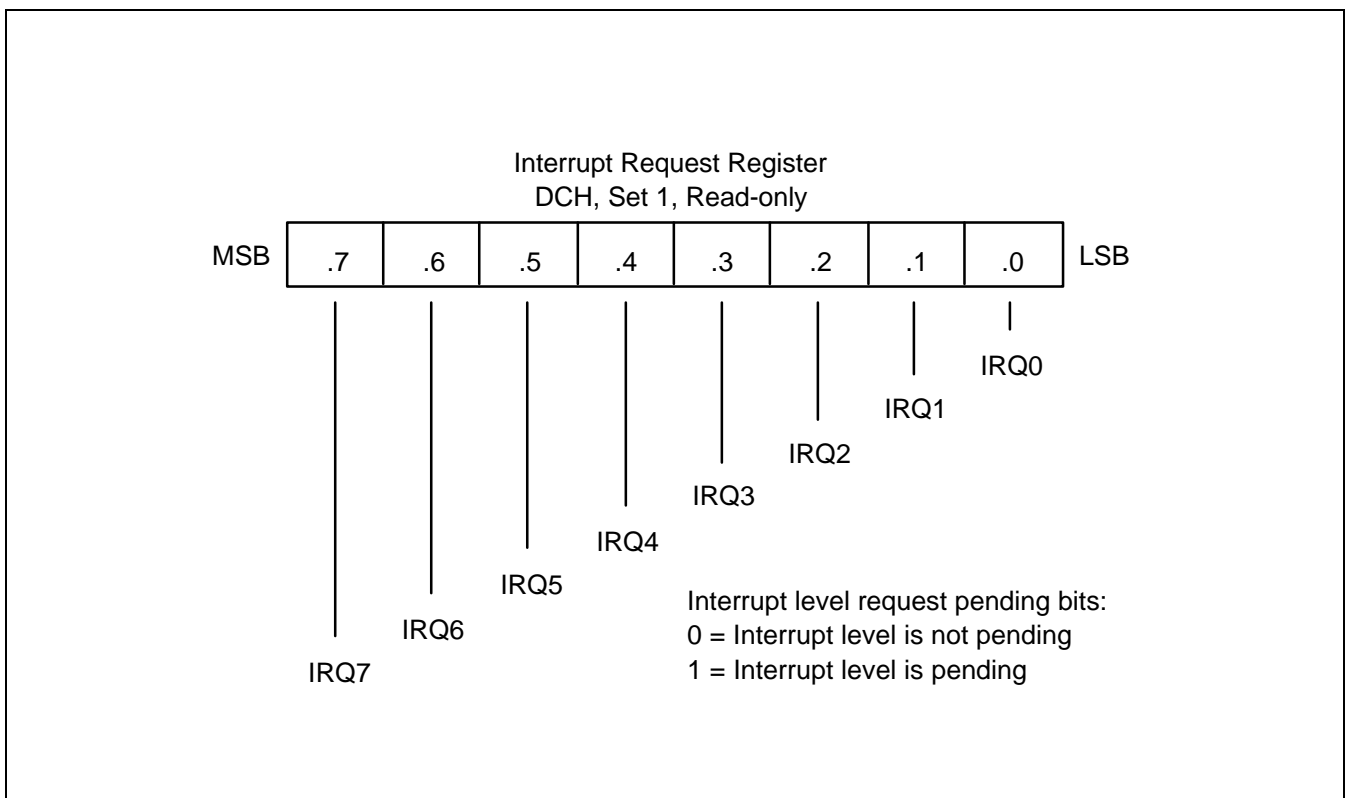 Interrupt Request Register
DCH, Set 1, Read-only
MSB .7 .6 .5 .4 .3 .2 .1 .0 LSB
IRQ0
IRQ1
IRQ2
IRQ3
IRQ4
IRQ5
IRQ6
IRQ7
Interrupt level request pending bits:
0 = Interrupt level is not pending
1 = Interrupt level is pending